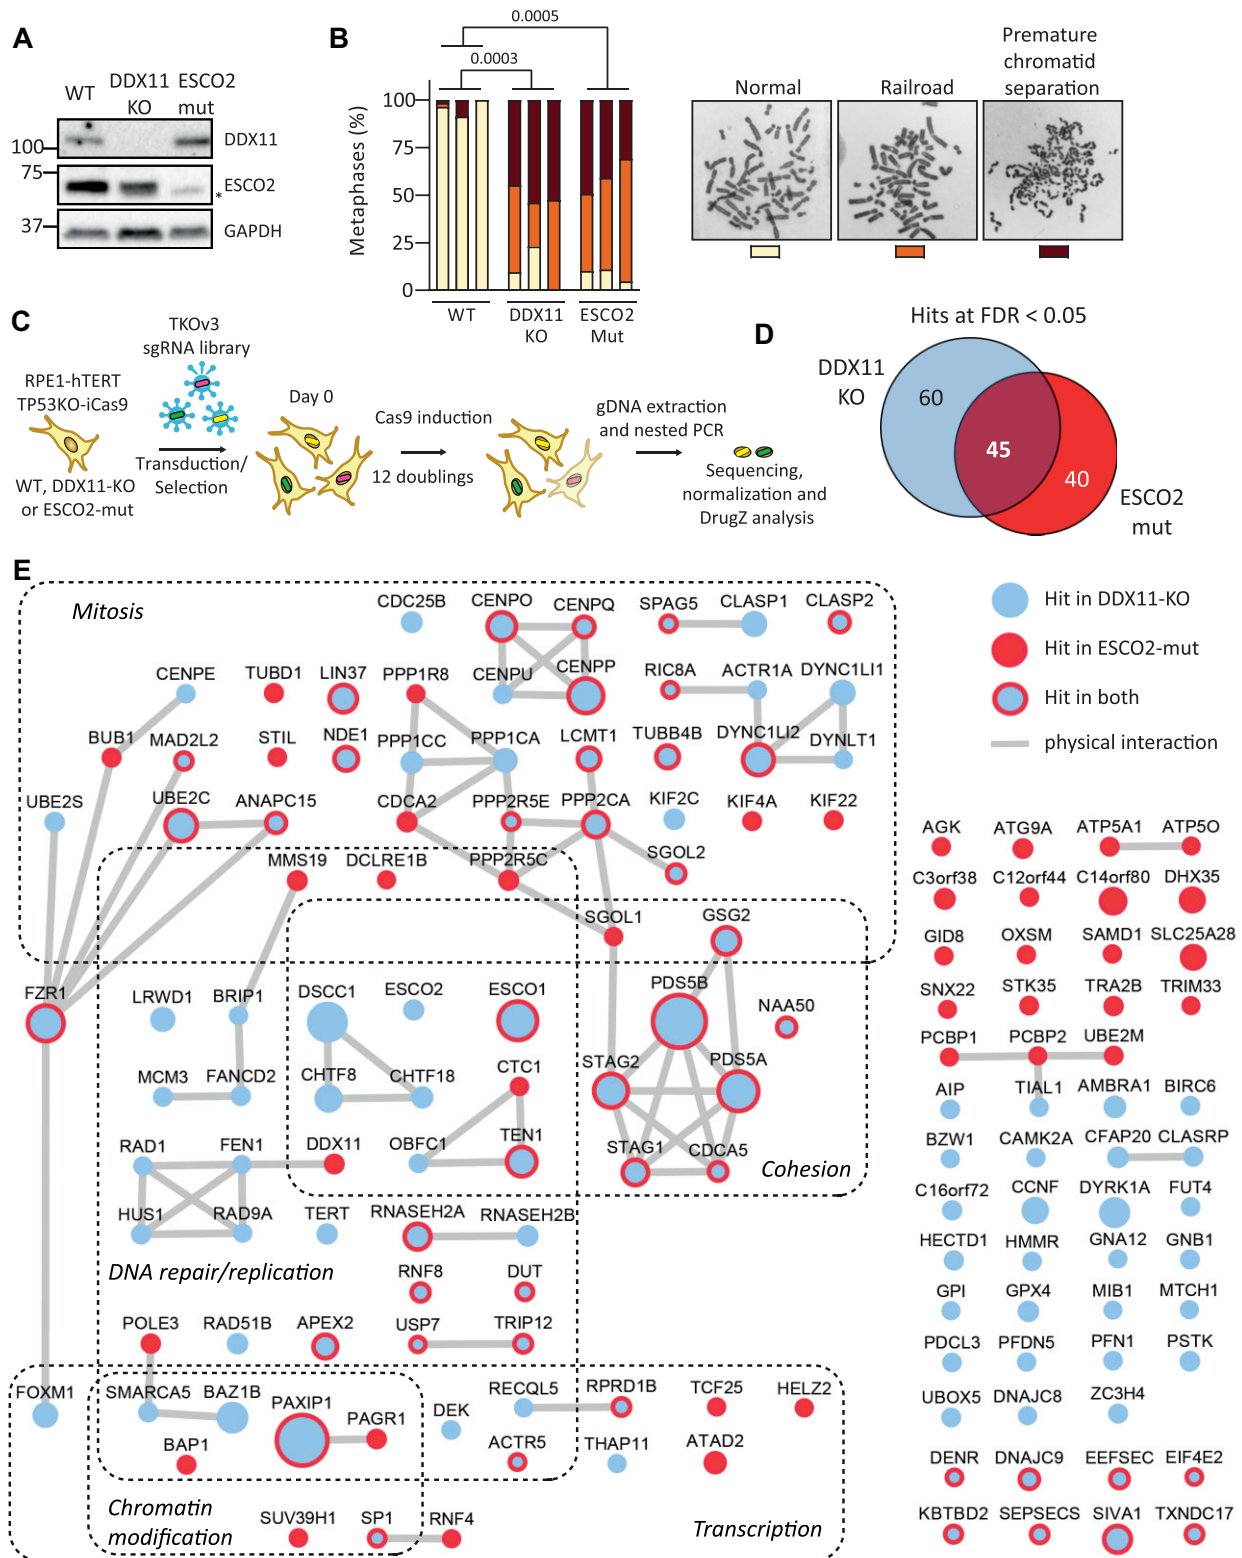 A
WT
DDX11
KO
ESCO2
mut
100
75
37
DDX11
ESCO2
*
GAPDH
B
0.0005
0.0003
Metaphases (%)
100
75
50
25
0
WT
DDX11
KO
ESCO2
Mut
Normal
Railroad
Premature
chromatid
separation
C
RPE1-hTERT
TP53KO-iCas9
WT, DDX11-KO
or ESCO2-mut
TKOv3
sgRNA library
Transduction/
Selection
Day 0
Cas9 induction
12 doublings
gDNA extraction
and nested PCR
Sequencing,
normalization and
DrugZ analysis
D
Hits at FDR < 0.05
DDX11
KO
60
45
40
ESCO2
mut
E
Mitosis
CDC25B
CENPO
CENPQ
SPAG5
CLASP1
CLASP2
CENPE
TUBD1
LIN37
PPP1R8
CENPU
CENPP
RIC8A
ACTR1A
DYNC1LI1
BUB1
MAD2L2
STIL
NDE1
PPP1CC
PPP1CA
LCMT1
TUBB4B
DYNC1LI2
DYNLT1
UBE2S
UBE2C
ANAPC15
CDCA2
PPP2R5E
PPP2CA
KIF2C
KIF4A
KIF22
MMS19
DCLRE1B
PPP2R5C
SGOL2
SGOL1
GSG2
FZR1
LRWD1
BRIP1
DSCC1
ESCO2
ESCO1
PDS5B
NAA50
MCM3
FANCD2
CHTF8
CHTF18
CTC1
STAG2
PDS5A
RAD1
FEN1
DDX11
OBFC1
TEN1
STAG1
CDCA5
Cohesion
HUS1
RAD9A
TERT
RNASEH2A
RNASEH2B
DNA repair/replication
RNF8
DUT
POLE3
RAD51B
APEX2
USP7
TRIP12
FOXM1
SMARCA5
BAZ1B
PAXIP1
PAGR1
DEK
RECQL5
RPRD1B
TCF25
HELZ2
BAP1
ACTR5
THAP11
ATAD2
Chromatin
modification
SUV39H1
SP1
RNF4
Transcription
Hit in DDX11-KO
Hit in ESCO2-mut
Hit in both
physical interaction
AGK
ATG9A
ATP5A1
ATP5O
C3orf38
C12orf44
C14orf80
DHX35
GID8
OXSM
SAMD1
SLC25A28
SNX22
STK35
TRA2B
TRIM33
PCBP1
PCBP2
UBE2M
AIP
TIAL1
AMBRA1
BIRC6
BZW1
CAMK2A
CFAP20
CLASRP
C16orf72
CCNF
DYRK1A
FUT4
HECTD1
HMMR
GNA12
GNB1
GPI
GPX4
MIB1
MTCH1
PDCL3
PFDN5
PFN1
PSTK
UBOX5
DNAJC8
ZC3H4
DENR
DNAJC9
EEFSEC
EIF4E2
KBTBD2
SEPSECS
SIVA1
TXNDC17